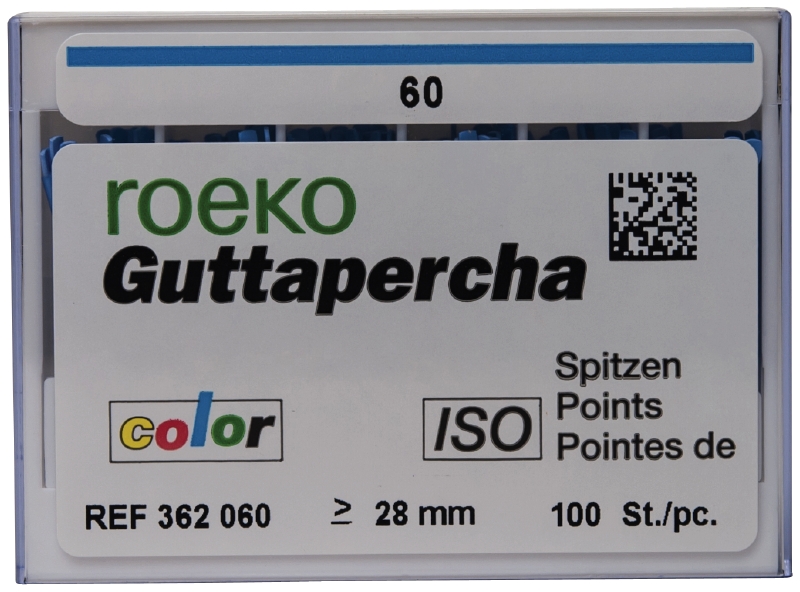 60
roeko
Guttapercha
color
ISO
Spitzen
Points
Pointes de
REF 362 060 ≥ 28 mm 100 St./pc.